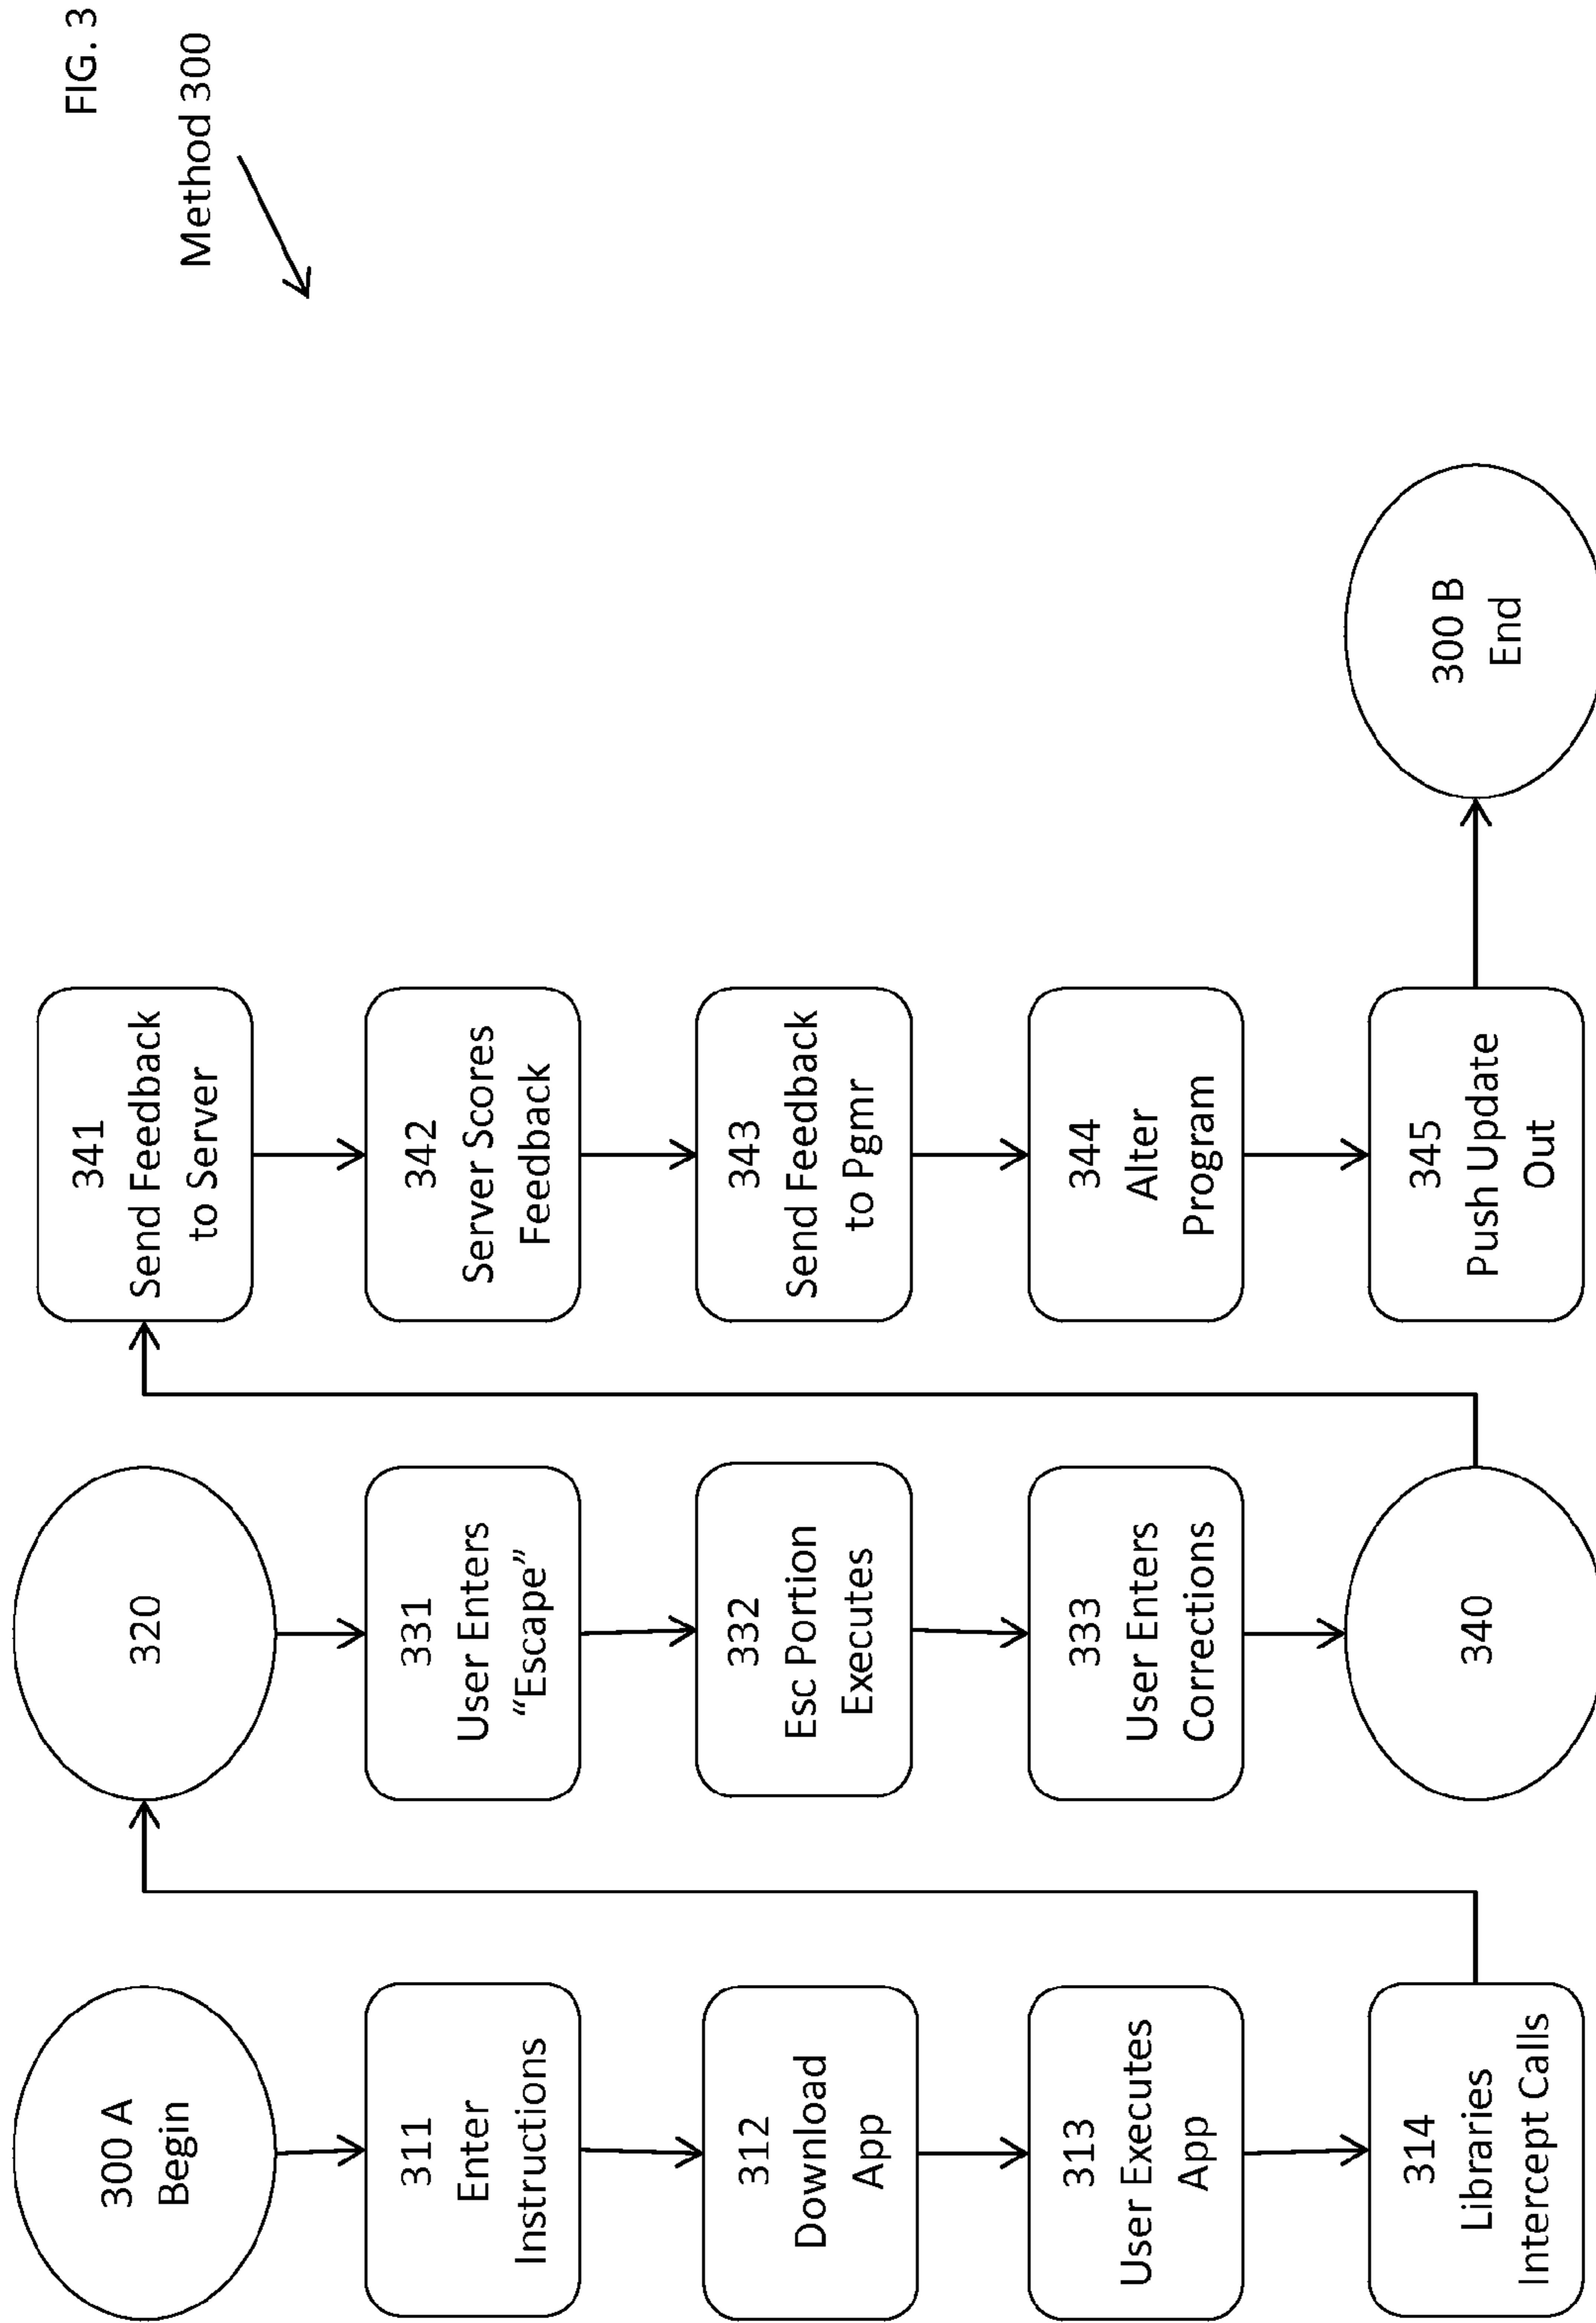 FIG. 3
Method 300
300 A
Begin
311
Enter
Instructions
312
Download
App
313
User Executes
App
314
Libraries
Intercept Calls
320
331
User Enters
“Escape”
332
Esc Portion
Executes
333
User Enters
Corrections
340
341
Send Feedback
to Server
342
Server Scores
Feedback
343
Send Feedback
to Pgmr
344
Alter
Program
345
Push Update
Out
300 B
End